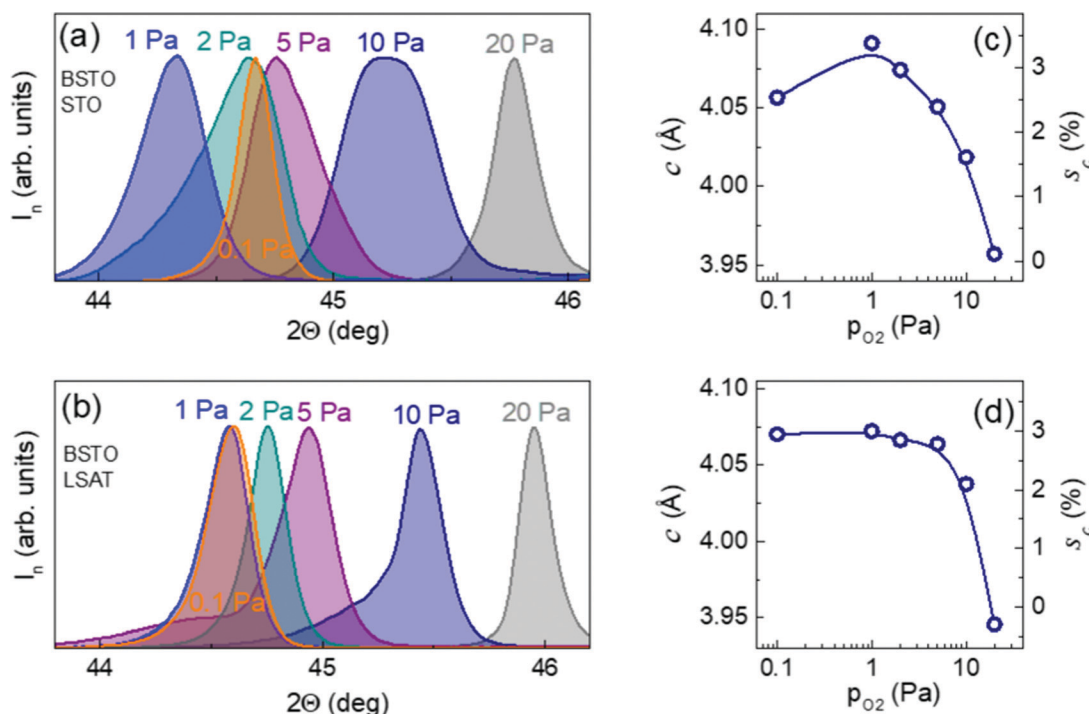 (a)
1 Pa 2 Pa 5 Pa 10 Pa 20 Pa
BSTO
STO
0.1 Pa
Iₙ (arb. units)
44 45 46
2Θ (deg)
(c)
4.10
4.05
4.00
3.95
c (Å)
3
2
1
0
s꜀ (%)
0.1 1 10
pO₂ (Pa)
(b)
1 Pa 2 Pa 5 Pa 10 Pa 20 Pa
BSTO
LSAT
0.1 Pa
Iₙ (arb. units)
44 45 46
2Θ (deg)
(d)
4.10
4.05
4.00
3.95
c (Å)
3
2
1
0
s꜀ (%)
0.1 1 10
pO₂ (Pa)